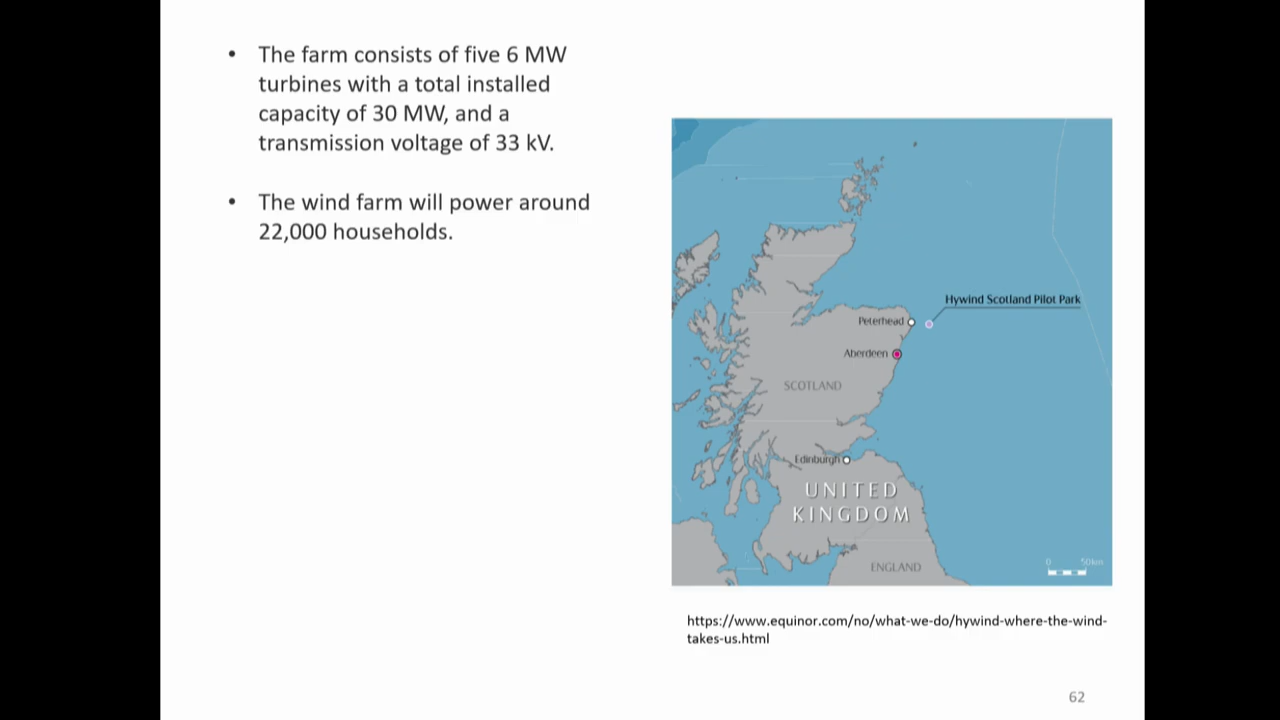 • The farm consists of five 6 MW
turbines with a total installed
capacity of 30 MW, and a
transmission voltage of 33 kV.
• The wind farm will power around
22,000 households.
Hywind Scotland Pilot Park
Peterhead
Aberdeen
SCOTLAND
Edinburgh
UNITED
KINGDOM
ENGLAND
0 50km
https://www.equinor.com/no/what-we-do/hywind-where-the-wind-
takes-us.html
62